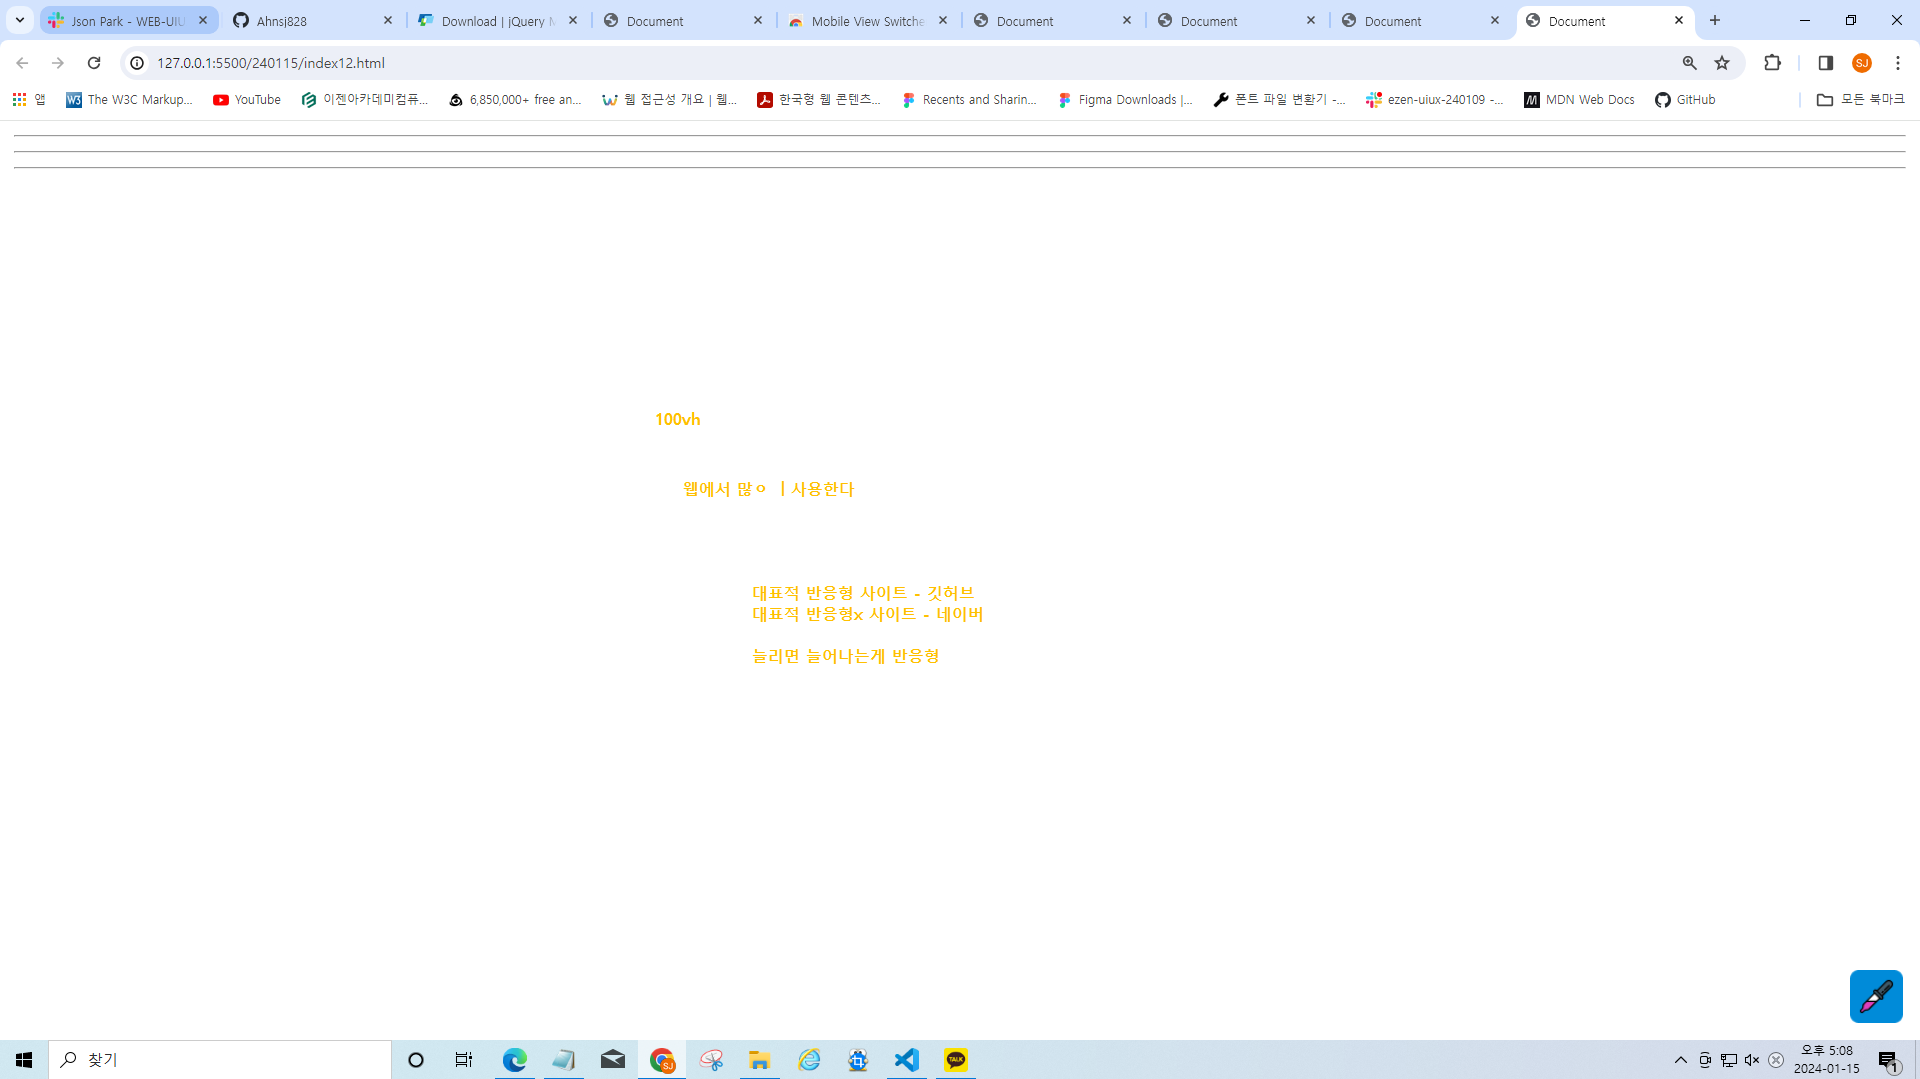 Json Park - WEB-UIU
Ahnsj828
Download | jQuery M
Document
Mobile View Switche
Document
Document
Document
Document
127.0.0.1:5500/240115/index12.html
SJ
앱
The W3C Markup...
YouTube
이젠아카데미컴퓨...
6,850,000+ free an...
웹 접근성 개요 | 웹...
한국형 웹 콘텐츠...
Recents and Sharin...
Figma Downloads |...
폰트 파일 변환기 -...
ezen-uiux-240109 -...
MDN Web Docs
GitHub
모든 북마크
100vh
웹에서 많ㅇ ㅣ사용한다
대표적 반응형 사이트 - 깃허브
대표적 반응형x 사이트 - 네이버
늘리면 늘어나는게 반응형
찾기
SJ
TALK
오후 5:08
2024-01-15
1